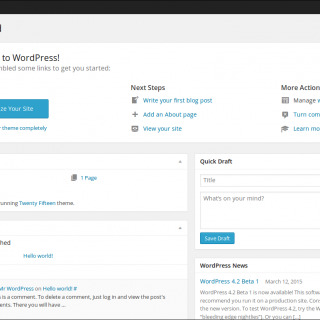 to WordPress!
mbled some links to get you started:
Next Steps
More Action
ze Your Site
Write your first blog post
Manage w
Add an About page
Turn com
theme completely
View your site
Learn mo
Quick Draft
1 Page
Title
unning Twenty Fifteen theme.
What's on your mind?
Save Draft
hed
Hello world!
WordPress News
WordPress 4.2 Beta 1 March 12, 2015
Mr WordPress on Hello world! #
WordPress 4.2 Beta 1 is now available! This softwa
is a comment. To delete a comment, just log in and view the post's
recommend you run it on a production site. Con
ents. There you will have ...
the new version. To test WordPress 4.2, try the W
"bleeding edge nightlies"). Or you can [...]